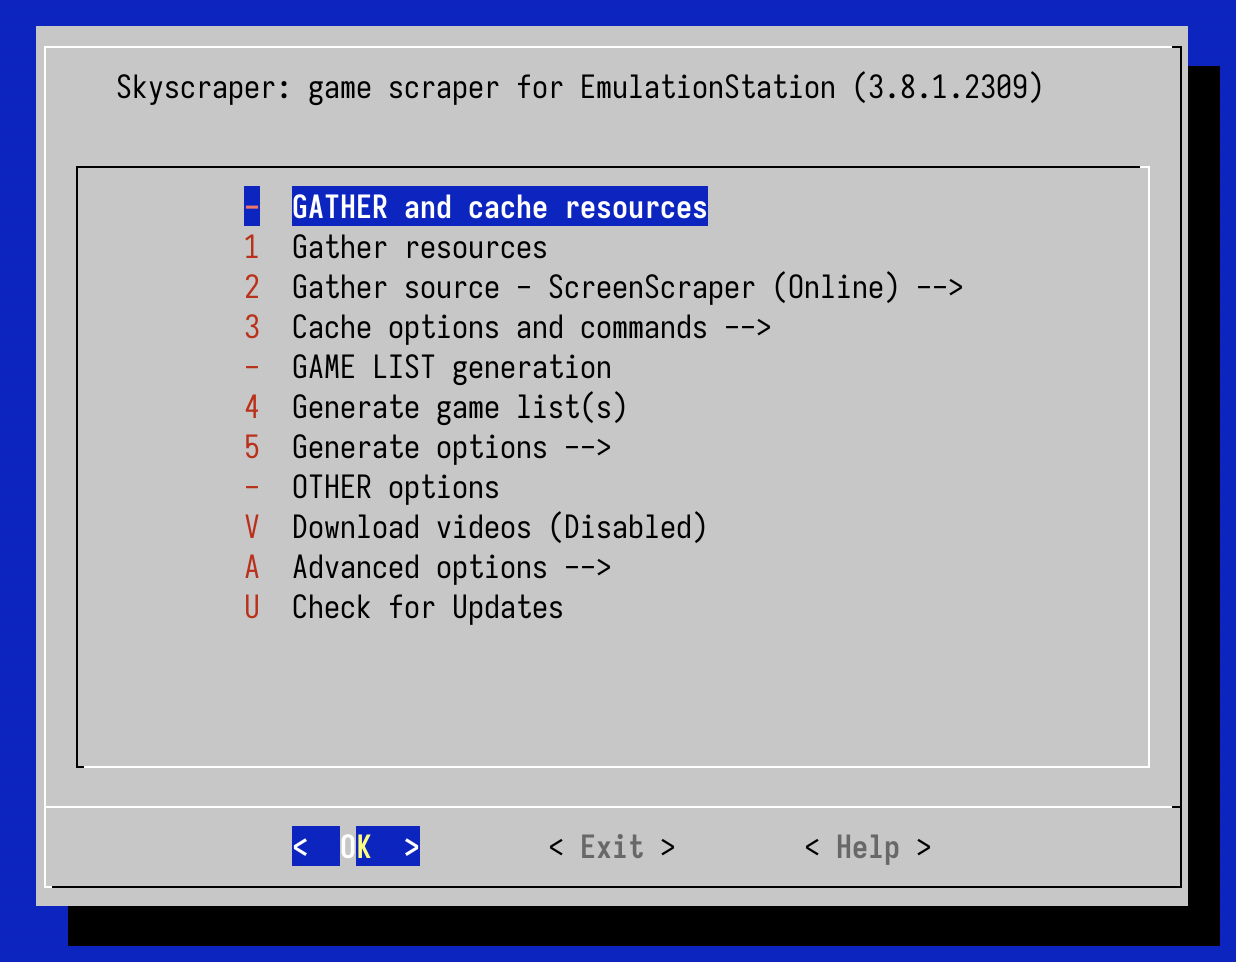 Skyscraper: game scraper for EmulationStation (3.8.1.2309)
- GATHER and cache resources
1 Gather resources
2 Gather source - ScreenScraper (Online) -->
3 Cache options and commands -->
- GAME LIST generation
4 Generate game list(s)
5 Generate options -->
- OTHER options
V Download videos (Disabled)
A Advanced options -->
U Check for Updates
< OK > < Exit > < Help >